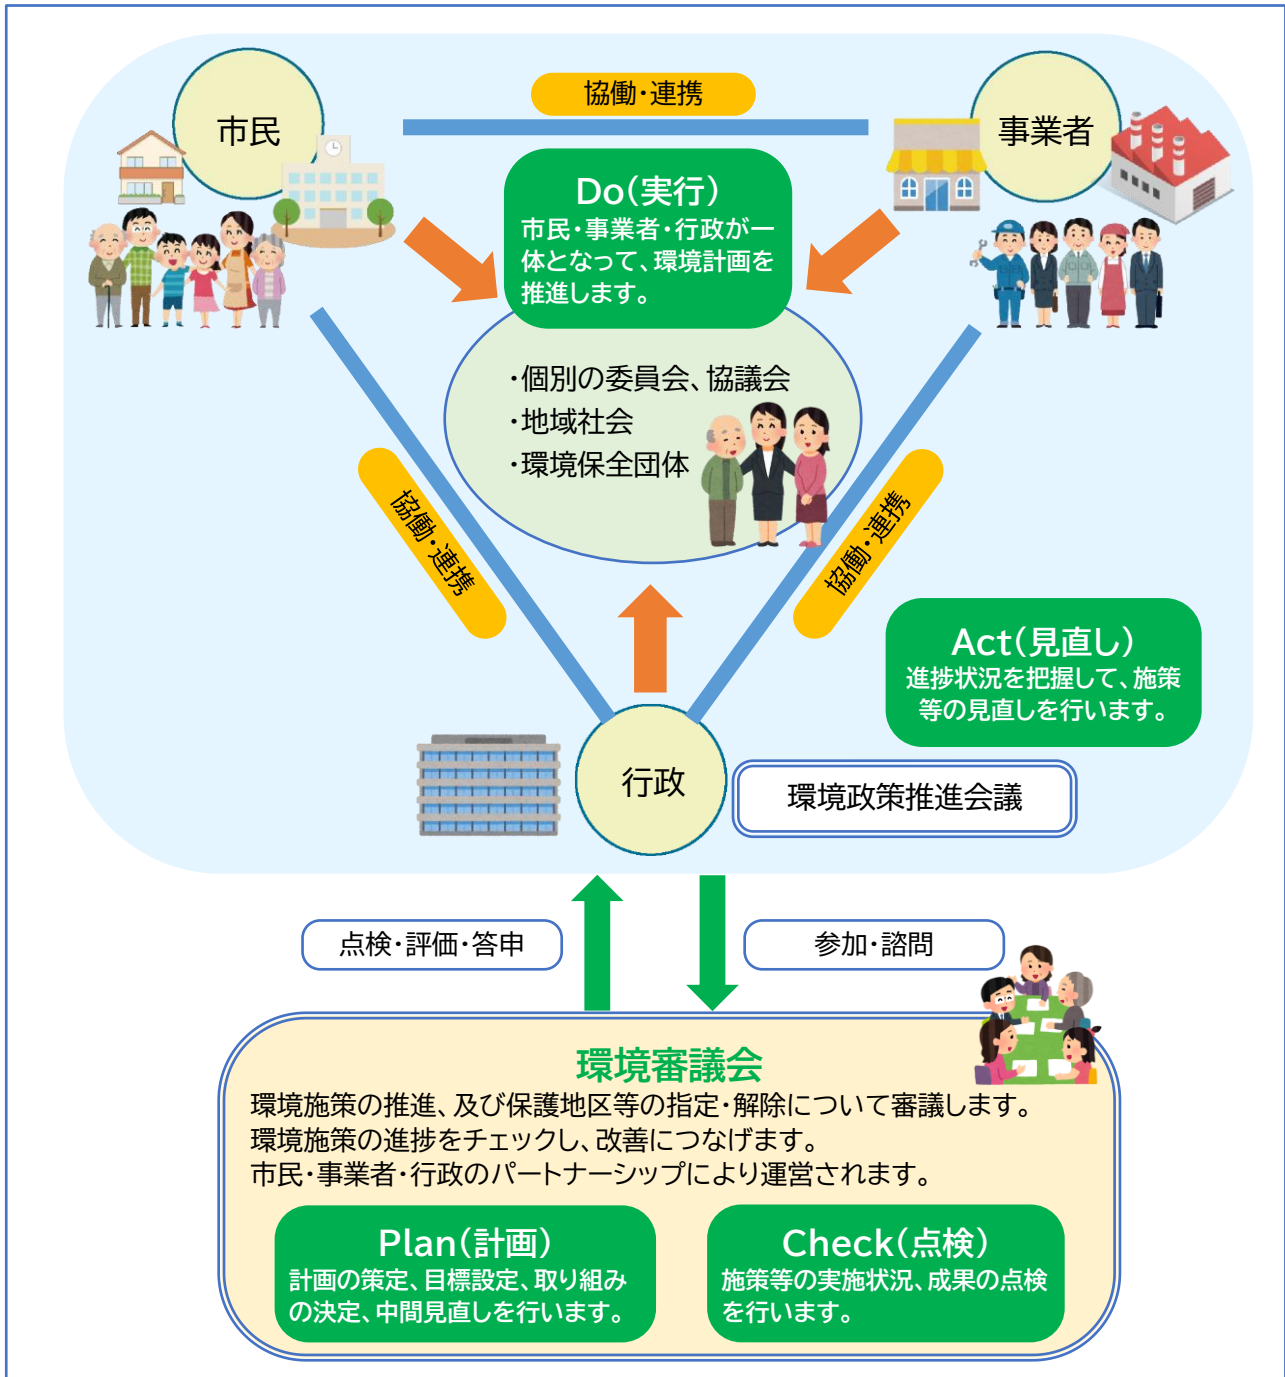 協働・連携
市民
事業者
Do（実行）
市民・事業者・行政が一
体となって、環境計画を
推進します。
・個別の委員会、協議会
・地域社会
・環境保全団体
協働・連携
協働・連携
Act（見直し）
進捗状況を把握して、施策
等の見直しを行います。
行政
環境政策推進会議
点検・評価・答申
参加・諮問
環境審議会
環境施策の推進、及び保護地区等の指定・解除について審議します。
環境施策の進捗をチェックし、改善につなげます。
市民・事業者・行政のパートナーシップにより運営されます。
Plan（計画）
計画の策定、目標設定、取り組み
の決定、中間見直しを行います。
Check（点検）
施策等の実施状況、成果の点検
を行います。